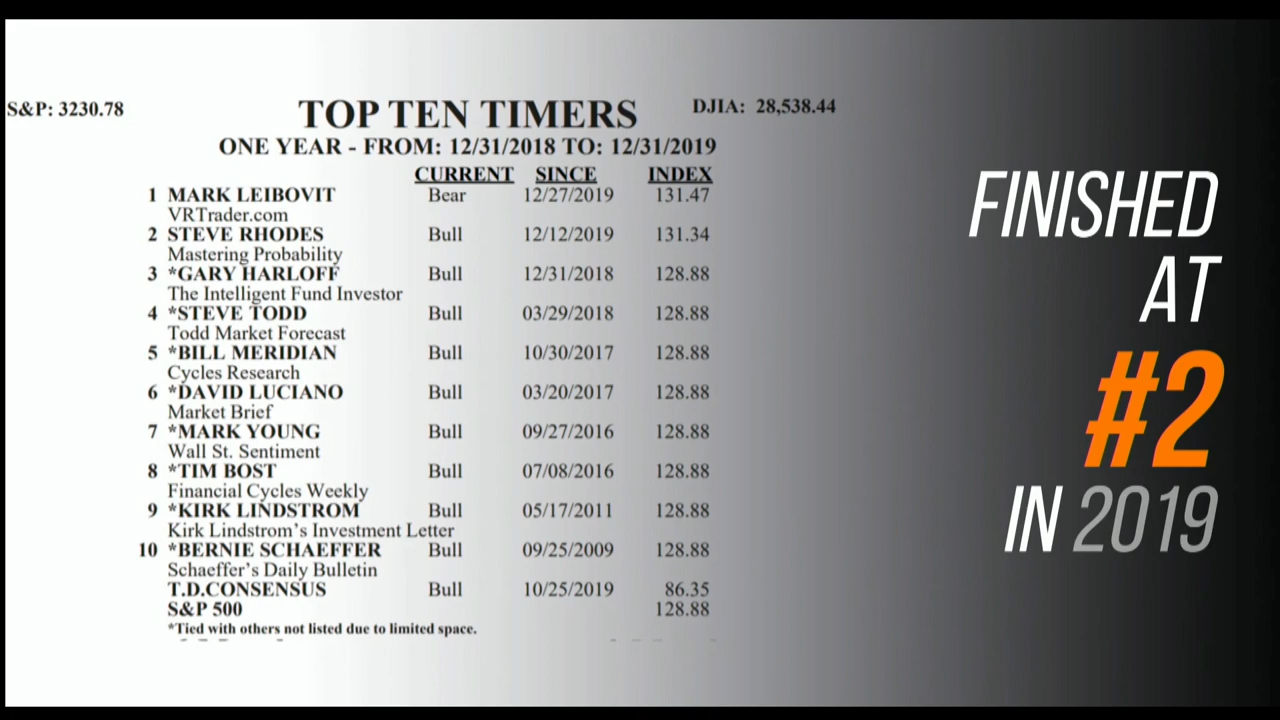 S&P: 3230.78
TOP TEN TIMERS
DJIA: 28,538.44
ONE YEAR - FROM: 12/31/2018 TO: 12/31/2019
CURRENT SINCE INDEX
1 MARK LEIBOVIT Bear 12/27/2019 131.47
VRTrader.com
2 STEVE RHODES Bull 12/12/2019 131.34
Mastering Probability
3 *GARY HARLOFF Bull 12/31/2018 128.88
The Intelligent Fund Investor
4 *STEVE TODD Bull 03/29/2018 128.88
Todd Market Forecast
5 *BILL MERIDIAN Bull 10/30/2017 128.88
Cycles Research
6 *DAVID LUCIANO Bull 03/20/2017 128.88
Market Brief
7 *MARK YOUNG Bull 09/27/2016 128.88
Wall St. Sentiment
8 *TIM BOST Bull 07/08/2016 128.88
Financial Cycles Weekly
9 *KIRK LINDSTROM Bull 05/17/2011 128.88
Kirk Lindstrom's Investment Letter
10 *BERNIE SCHAEFFER Bull 09/25/2009 128.88
Schaeffer's Daily Bulletin
T.D.CONSENSUS Bull 10/25/2019 86.35
S&P 500 128.88
*Tied with others not listed due to limited space.
FINISHED
AT
#2
IN 2019